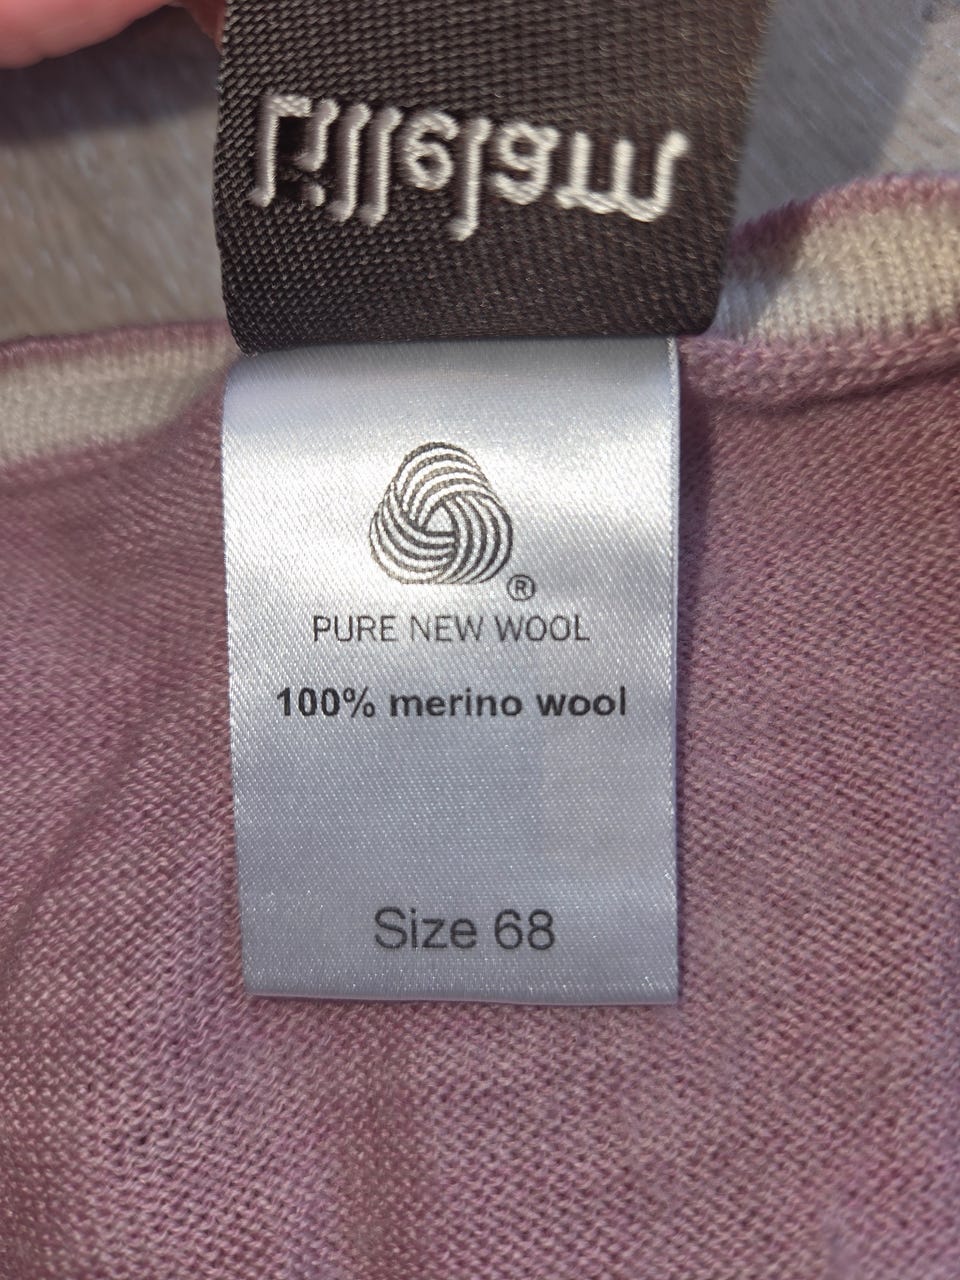 ®
PURE NEW WOOL
100% merino wool
Size 68